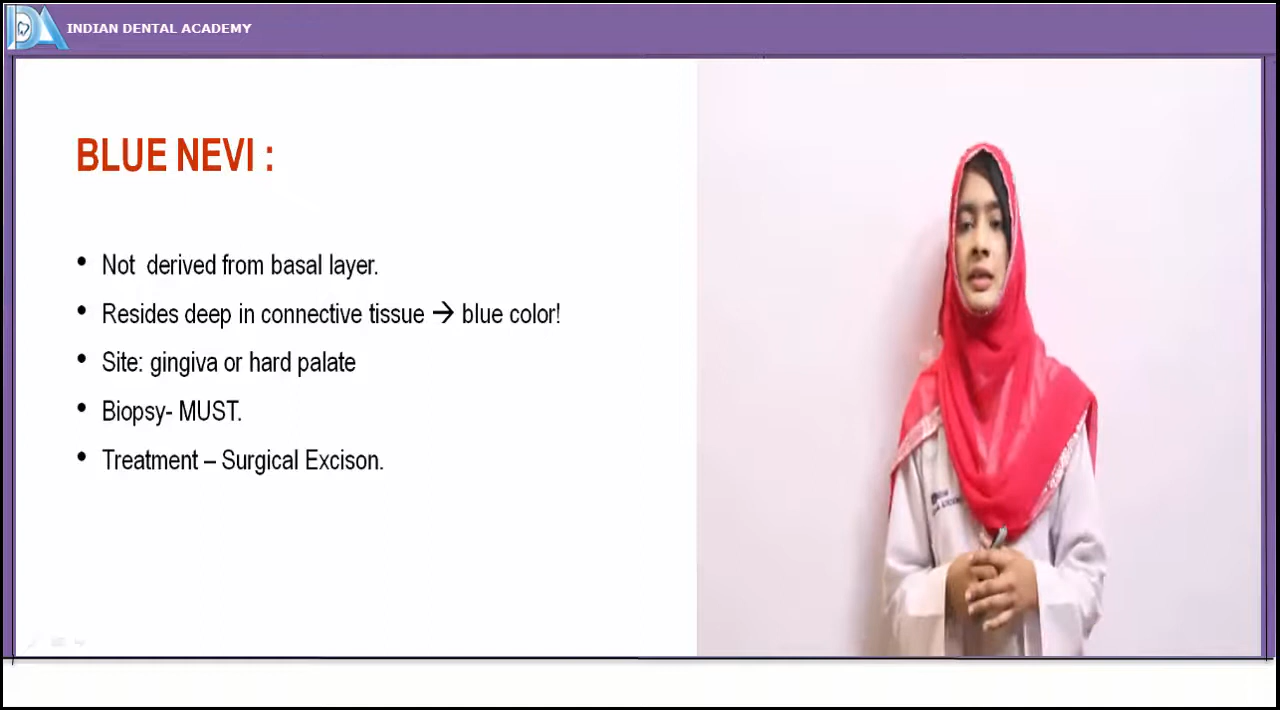 INDIAN DENTAL ACADEMY
BLUE NEVI :
• Not derived from basal layer.
• Resides deep in connective tissue → blue color!
• Site: gingiva or hard palate
• Biopsy- MUST.
• Treatment – Surgical Excison.